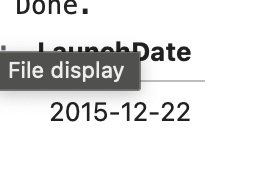 Done.
LaunchDate
File display
2015-12-22